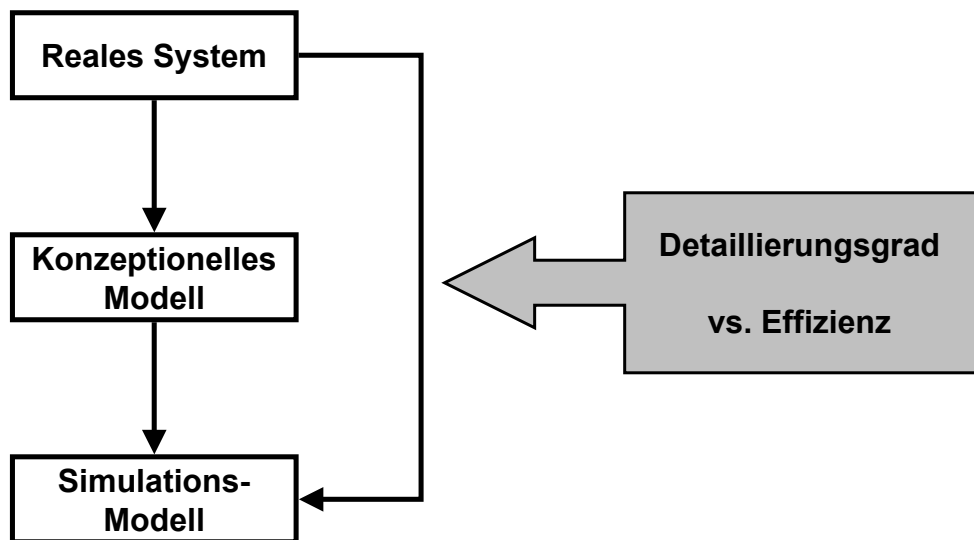 Reales System
Konzeptionelles
Modell
Simulations-
Modell
Detaillierungsgrad
vs. Effizienz